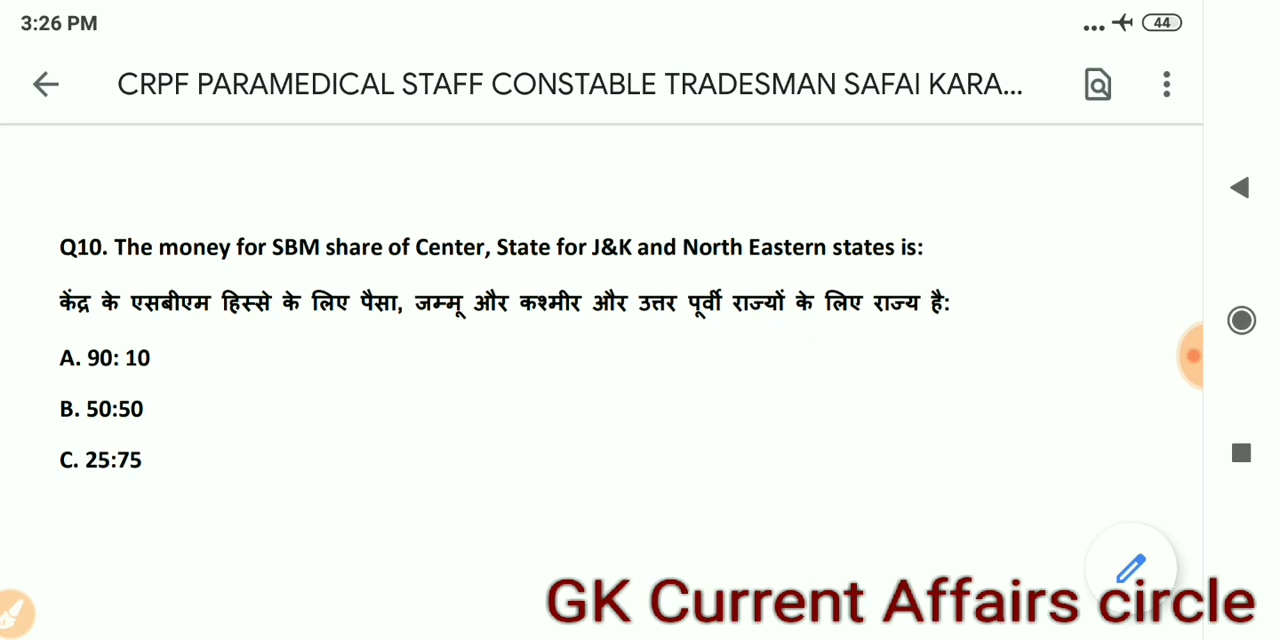 3:26 PM
... 44
CRPF PARAMEDICAL STAFF CONSTABLE TRADESMAN SAFAI KARA...
Q10. The money for SBM share of Center, State for J&K and North Eastern states is:
केंद्र के एसबीएम हिस्से के लिए पैसा, जम्मू और कश्मीर और उत्तर पूर्वी राज्यों के लिए राज्य है:
A. 90: 10
B. 50:50
C. 25:75
GK Current Affairs circle